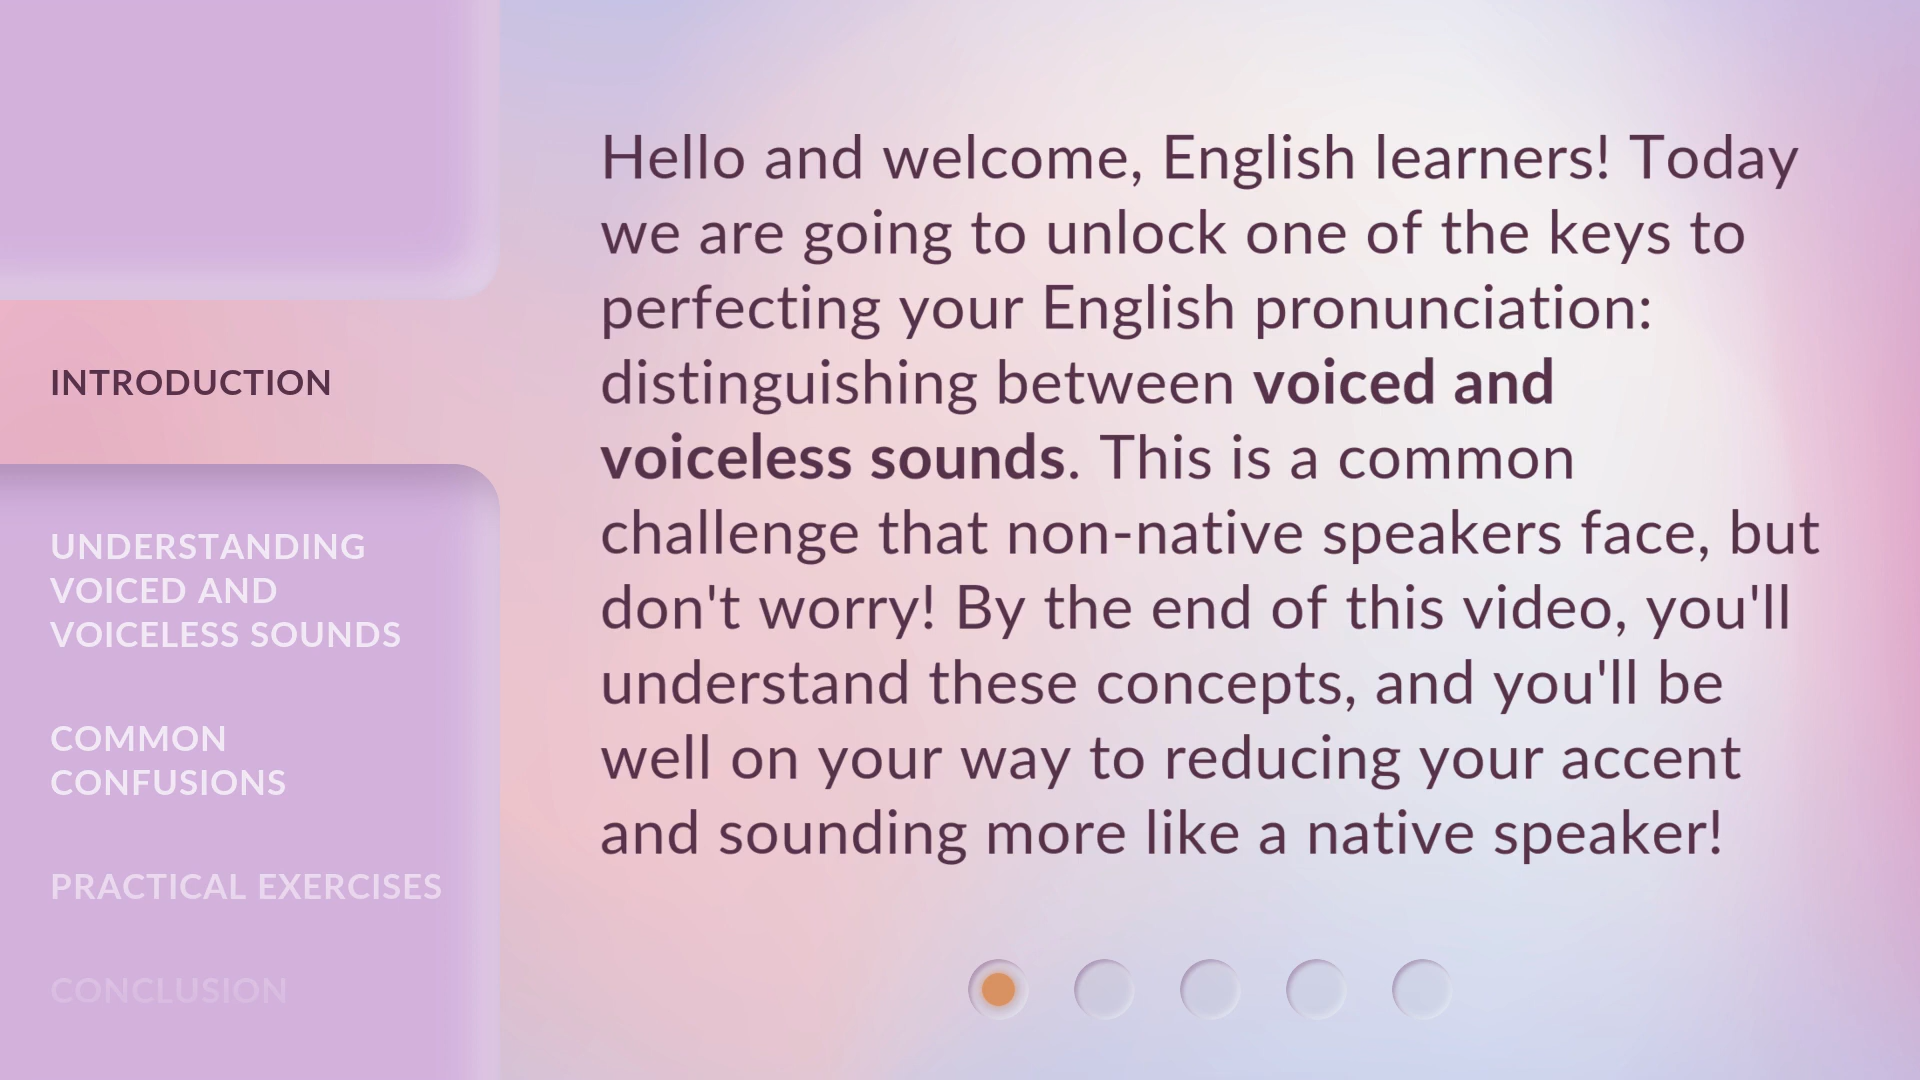 INTRODUCTION
UNDERSTANDING
VOICED AND
VOICELESS SOUNDS
COMMON
CONFUSIONS
PRACTICAL EXERCISES
CONCLUSION
Hello and welcome, English learners! Today
we are going to unlock one of the keys to
perfecting your English pronunciation:
distinguishing between voiced and
voiceless sounds. This is a common
challenge that non-native speakers face, but
don't worry! By the end of this video, you'll
understand these concepts, and you'll be
well on your way to reducing your accent
and sounding more like a native speaker!